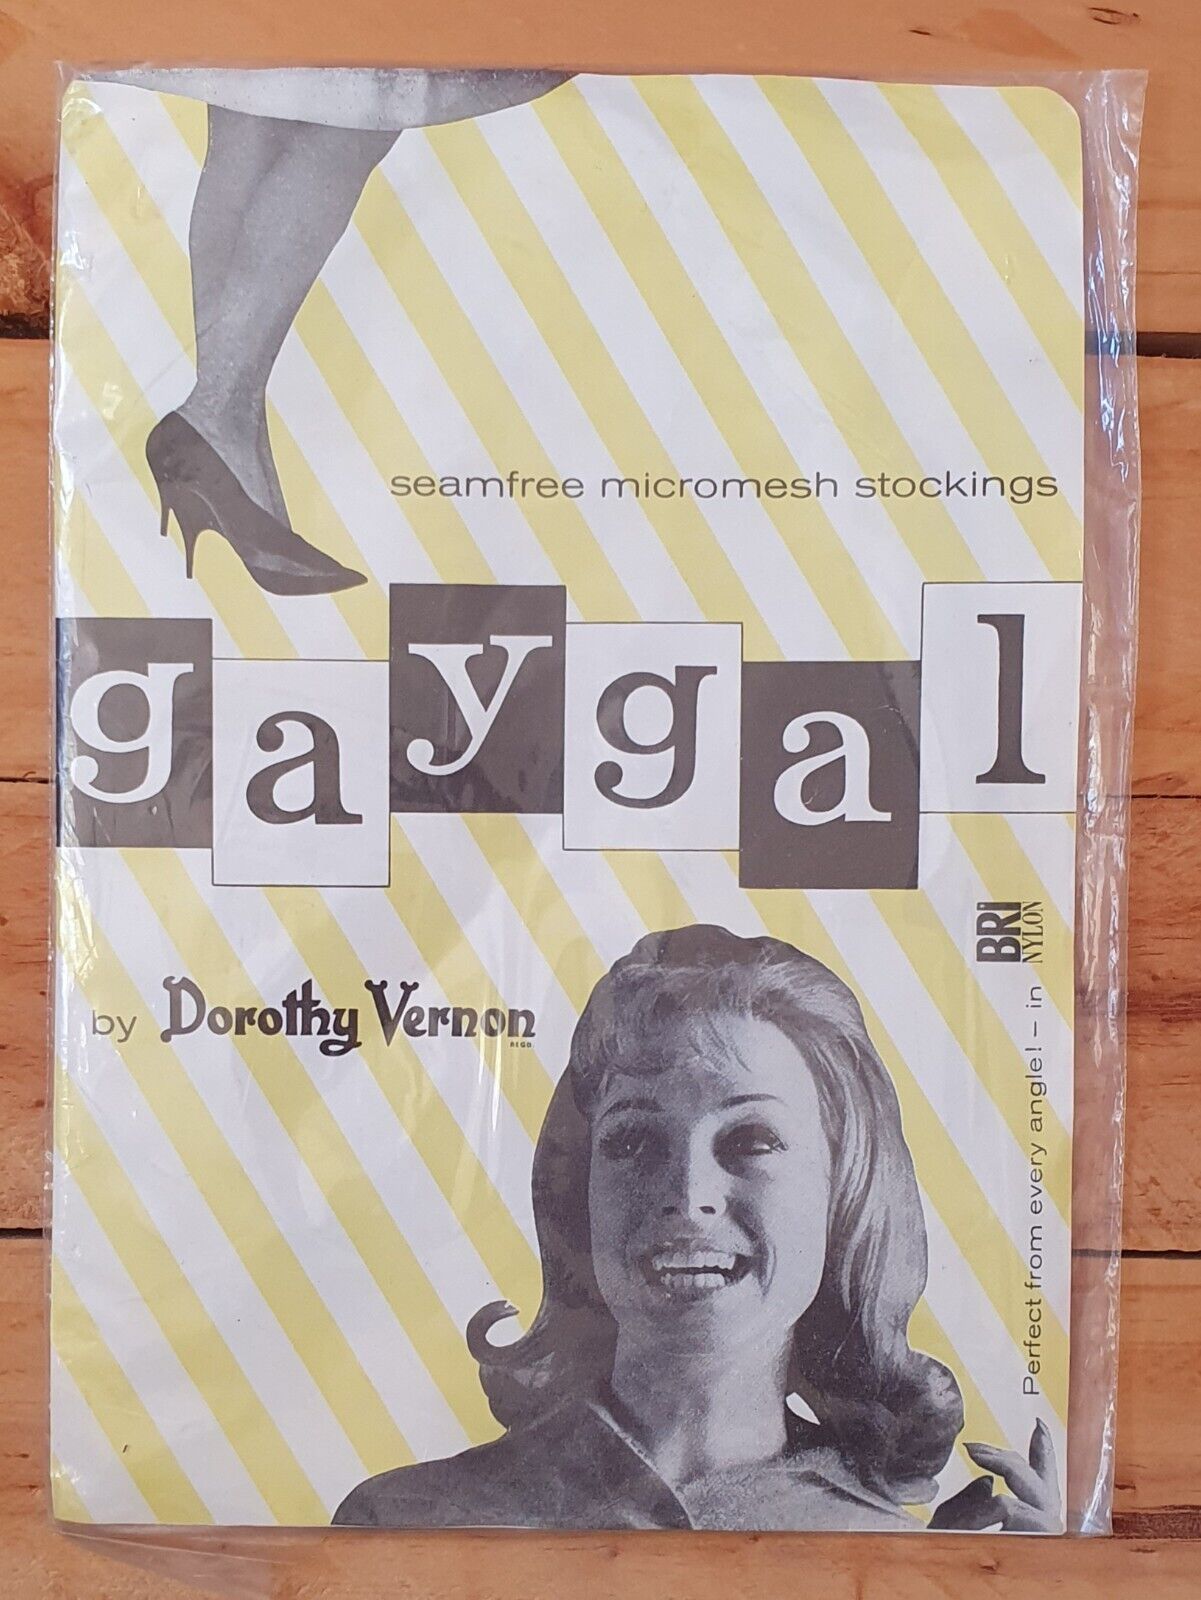 seamfree micromesh stockings
gaygal
by Dorothy Vernon
REGD.
Perfect from every angle! - in BRI
NYLON